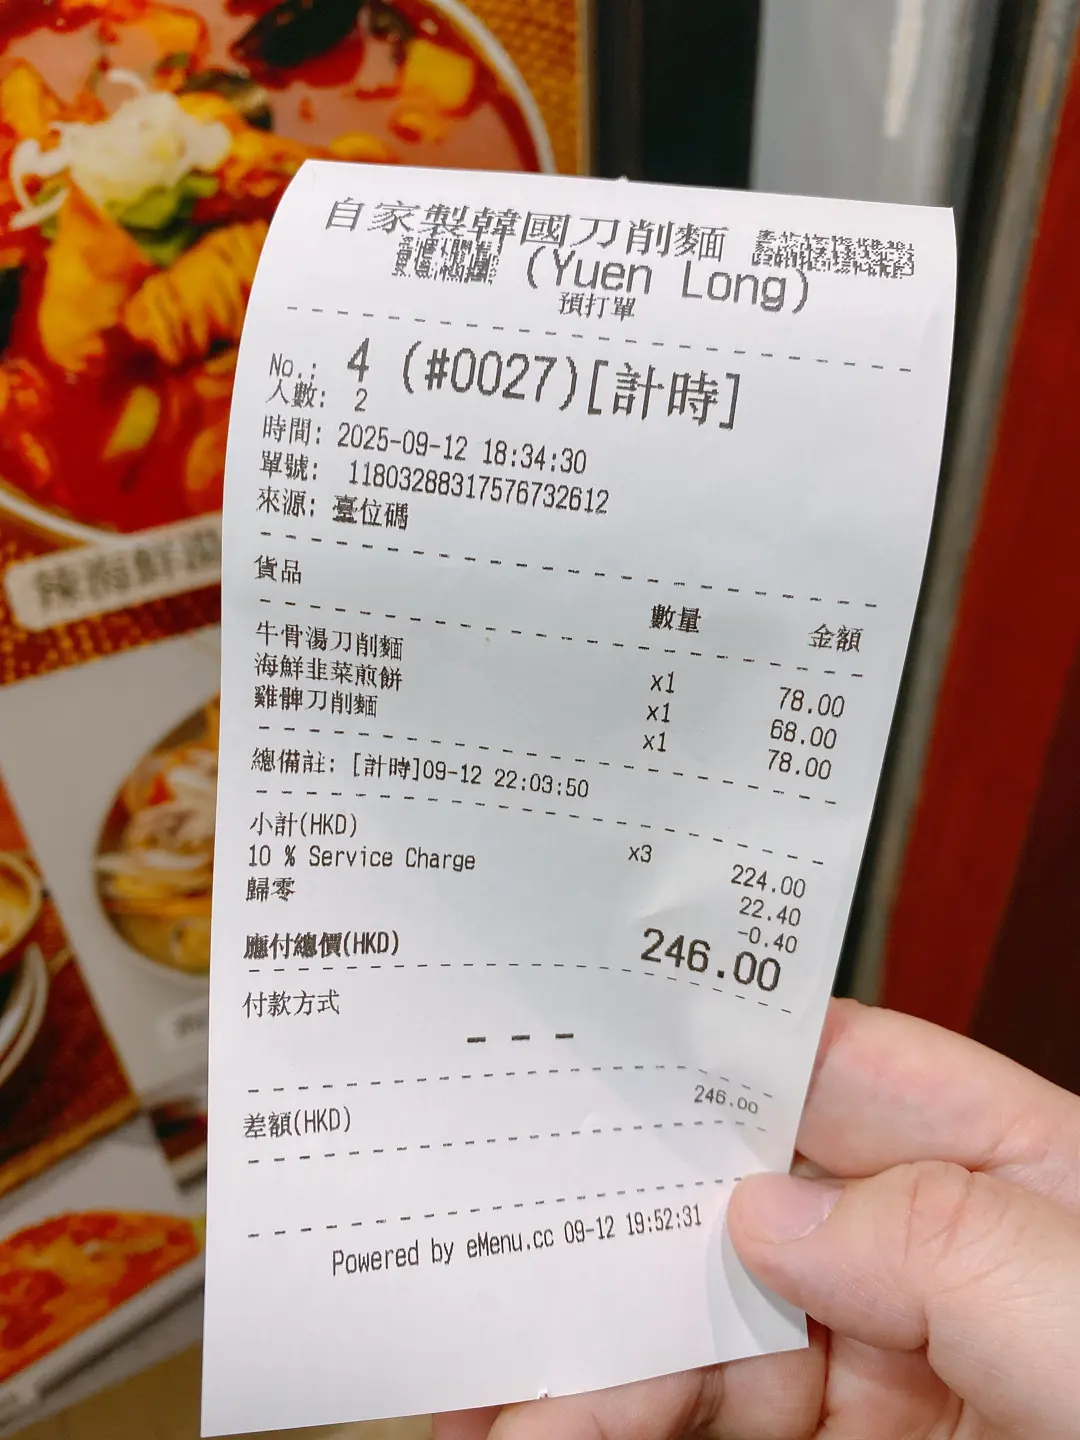 自家製韓國刀削麵
(Yuen Long)
預打單
No.: 4 (#0027)[計時]
人數: 2
時間: 2025-09-12 18:34:30
單號: 11803288317576732612
來源: 臺位碼
貨品 數量 金額
牛骨湯刀削麵 x1 78.00
海鮮韭菜煎餅 x1 68.00
雞髀刀削麵 x1 78.00
總備註: [計時]09-12 22:03:50
小計(HKD) x3 224.00
10 % Service Charge 22.40
歸零 -0.40
應付總價(HKD) 246.00
付款方式
- - -
差額(HKD) 246.00
Powered by eMenu.cc 09-12 19:52:31